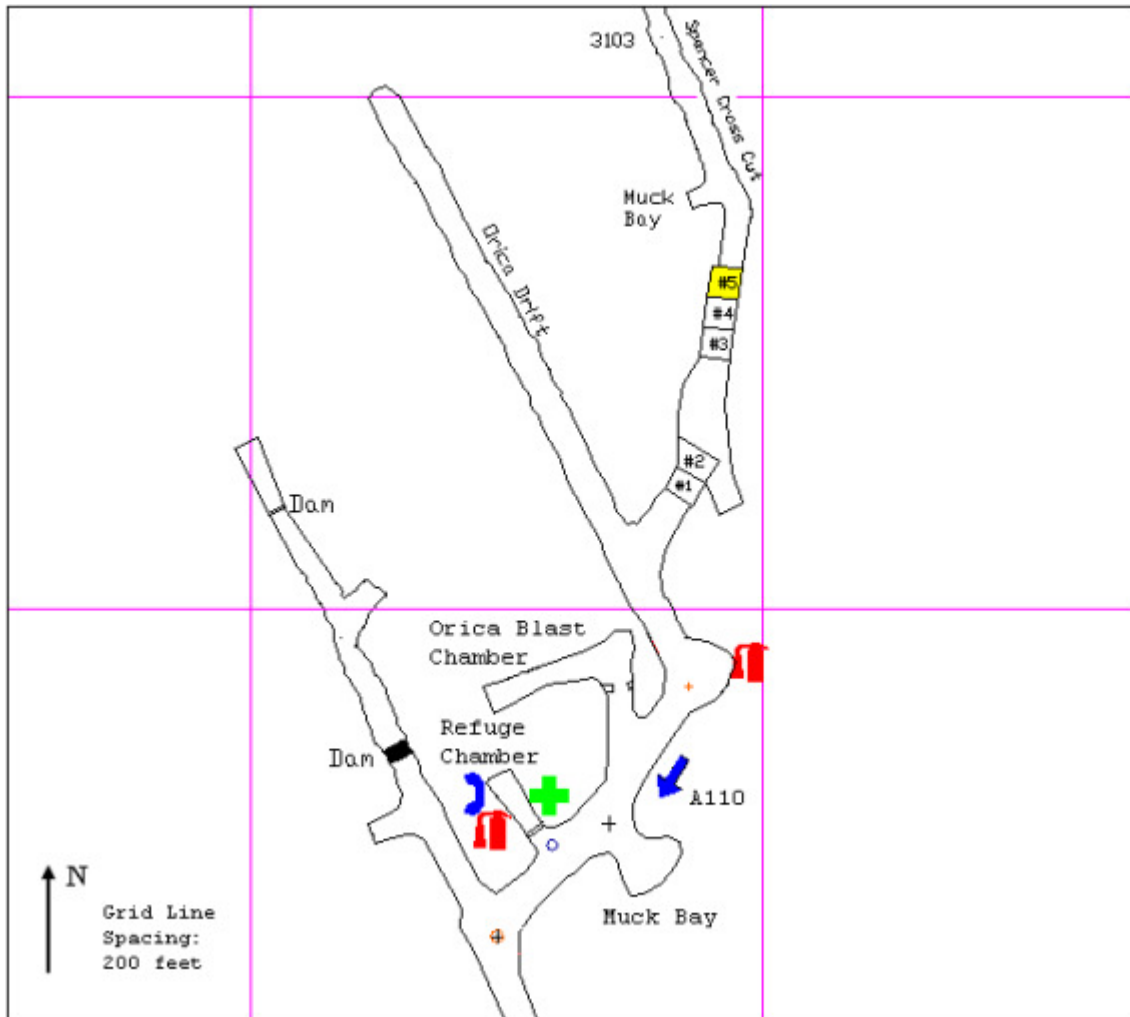 3103
Spencer Cross Cut
Muck
Bay
Orica Drift
#5
#4
#3
#2
#1
Dam
Orica Blast
Chamber
Refuge
Chamber
Dam
A110
N
Grid Line
Spacing:
200 feet
Muck Bay